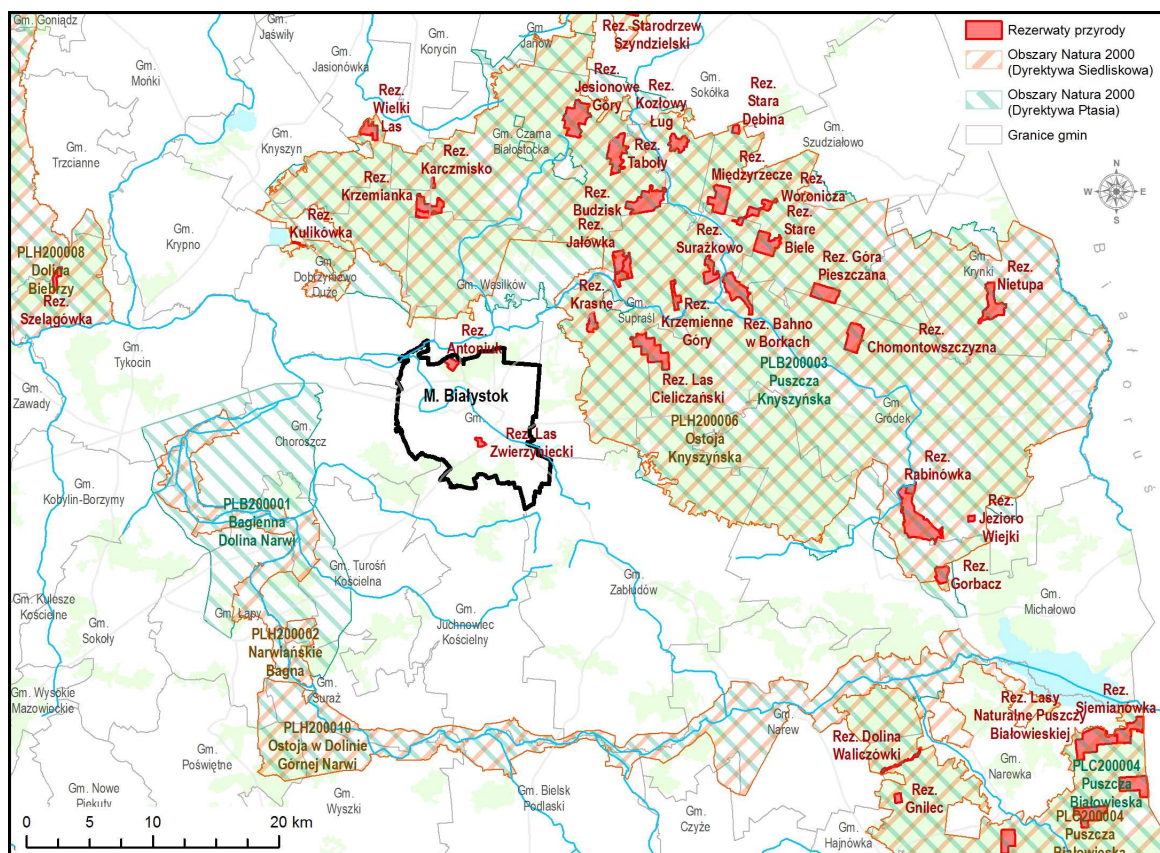 Gm. Goniądz
Gm.
Jaświły
Gm.
Korycin
Gm.
Janów
Rez. Starodrzew
Szyndzielski
Rezerwaty przyrody
Obszary Natura 2000
(Dyrektywa Siedliskowa)
Obszary Natura 2000
(Dyrektywa Ptasia)
Granice gmin
Gm.
Mońki
Gm.
Jasionówka
Rez.
Wielki
Las
Rez.
Jesionowe
Góry
Rez.
Kozłowy
Ług
Gm.
Sokółka
Rez.
Stara
Dębina
Gm.
Szudziałowo
Gm.
Trzcianne
Gm.
Knyszyn
Gm. Czarna
Białostocka
Rez.
Karczmisko
Rez.
Taboły
Rez.
Międzyrzecze
Rez.
Krzemianka
Rez.
Budzisk
Rez.
Woronicza
N
W
E
S
Rez.
Kulikówka
Gm.
Krypno
Rez.
Jałówka
Rez.
Surażkowo
Rez.
Stare
Biele
Rez. Góra
Pieszczana
Gm.
Krynki
Rez.
Nietupa
Białoruś
PLH200008
Dolina
Biebrzy
Rez.
Szelągówka
Gm.
Dobrzyniewo
Duże
Gm. Wasilków
Rez.
Krasne
Gm.
Supraśl
Rez.
Krzemienne
Góry
Rez. Bahno
w Borkach
Rez.
Chomontowszczyzna
Gm.
Tykocin
Rez.
Antoniuk
Rez. Las
Cieliczański
PLB200003
Puszcza
Knyszyńska
Gm.
Zawady
M. Białystok
Gm.
Gm.
Choroszcz
Rez. Las
Zwierzyniecki
PLH200006
Ostoja
Knyszyńska
Gm.
Gródek
Gm.
Kobylin-Borzymy
PLB200001
Bagienna
Dolina Narwi
Rez.
Rabinówka
Rez.
Jezioro
Wiejki
Gm. Turośń
Kościelna
Gm.
Zabłudów
Rez.
Gorbacz
Gm.
Michałowo
Gm. Kulesze
Kościelne
Gm.
Sokoły
Gm. Łapy
Gm.
Juchnowiec
Kościelny
PLH200002
Narwiańskie
Bagna
Gm. Wysokie
Mazowieckie
Gm.
Suraż
PLH200010
Ostoja w Dolinie
Górnej Narwi
Gm.
Narew
Rez. Lasy
Naturalne Puszczy
Białowieskiej
Rez.
Siemianówka
Rez. Dolina
Waliczówki
Gm.
Poświętne
Gm.
Narewka
PLC200004
Puszcza
Białowieska
Gm. Nowe
Piekuty
Gm.
Wyszki
Gm. Bielsk
Podlaski
Gm.
Czyże
Rez.
Gnilec
Gm.
Hajnówka
PLC200004
Puszcza
Białowieska
0 5 10 20 km